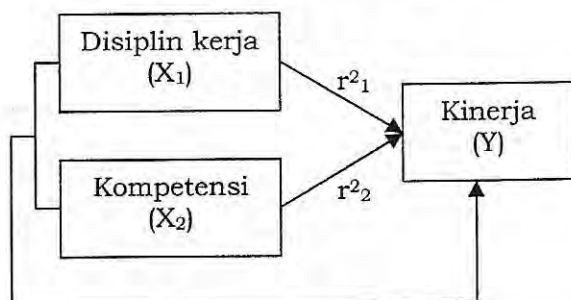 Disiplin kerja
(X₁)
r²₁
Kinerja
(Y)
Kompetensi
(X₂)
r²₂